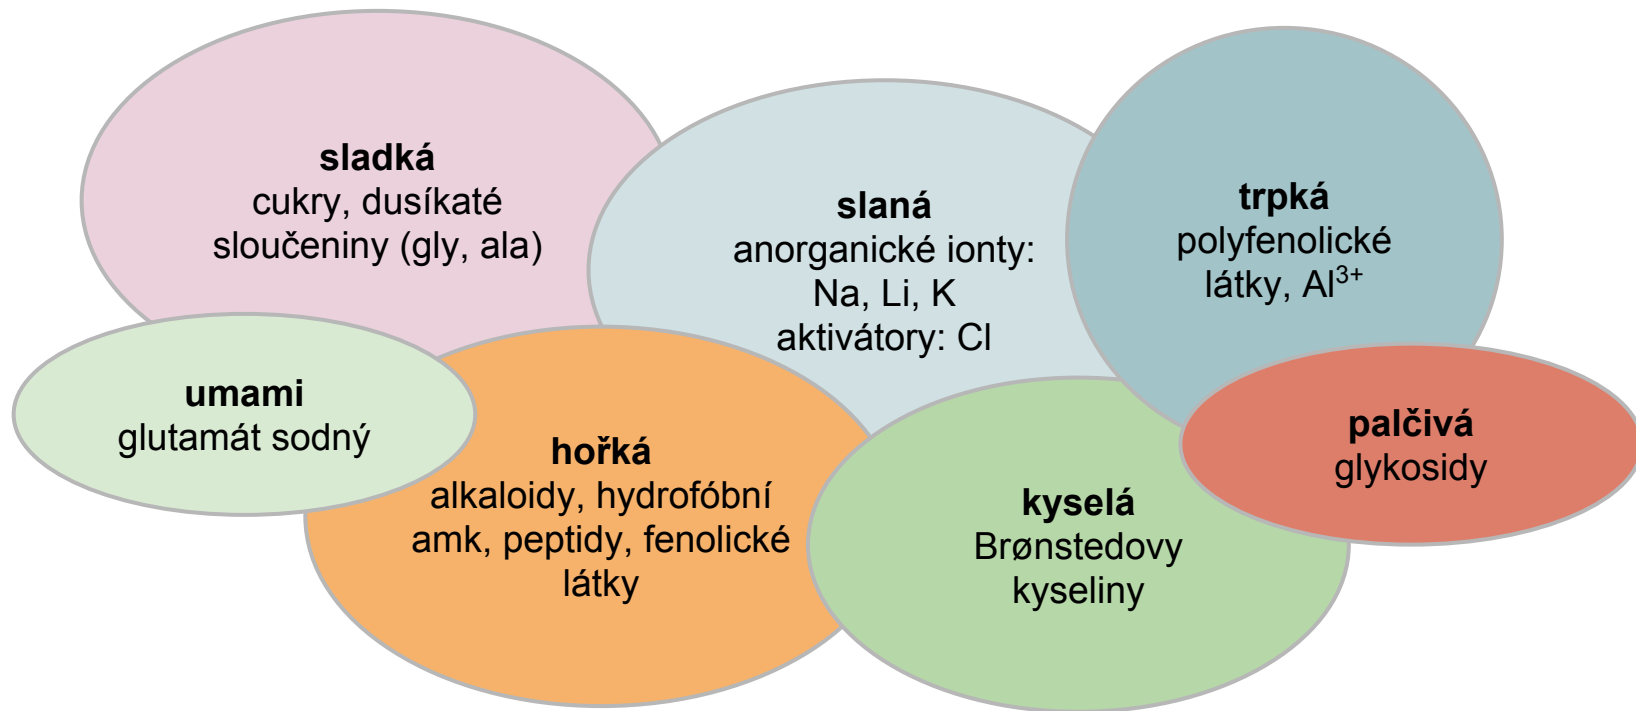 sladká
cukry, dusíkaté
sloučeniny (gly, ala)
slaná
anorganické ionty:
Na, Li, K
aktivátory: Cl
trpká
polyfenolické
látky, Al³⁺
umami
glutamát sodný
hořká
alkaloidy, hydrofóbní
amk, peptidy, fenolické
látky
kyselá
Brønstedovy
kyseliny
palčivá
glykosidy